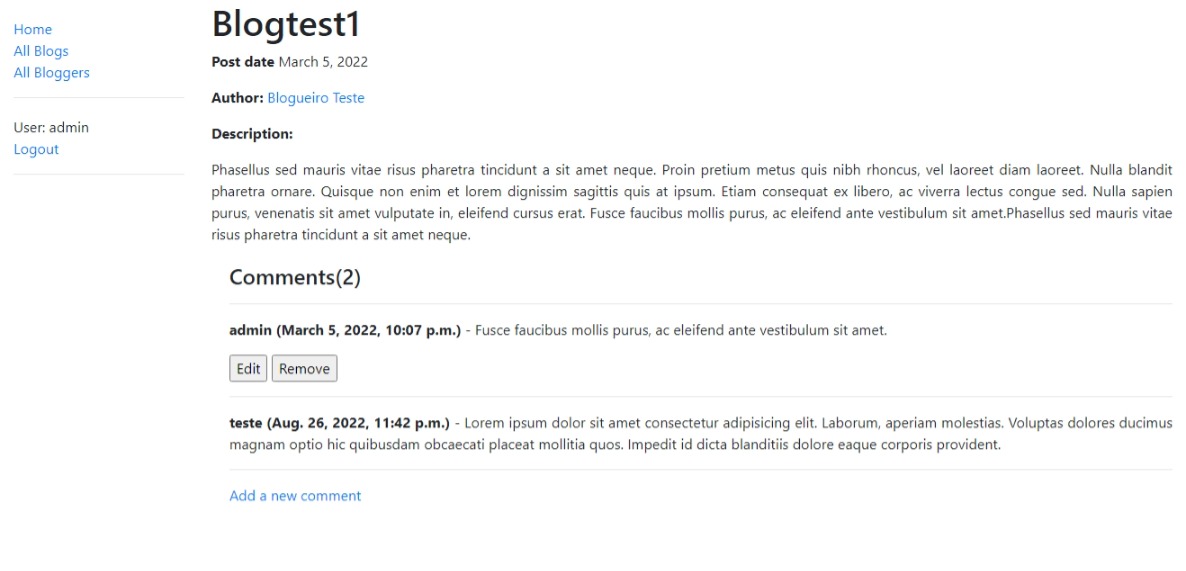 Home
All Blogs
All Bloggers
User: admin
Logout
Blogtest1
Post date March 5, 2022
Author: Blogueiro Teste
Description:
Phasellus sed mauris vitae risus pharetra tincidunt a sit amet neque. Proin pretium metus quis nibh rhoncus, vel laoreet diam laoreet. Nulla blandit
pharetra ornare. Quisque non enim et lorem dignissim sagittis quis at ipsum. Etiam consequat ex libero, ac viverra lectus congue sed. Nulla sapien
purus, venenatis sit amet vulputate in, eleifend cursus erat. Fusce faucibus mollis purus, ac eleifend ante vestibulum sit amet.Phasellus sed mauris vitae
risus pharetra tincidunt a sit amet neque.
Comments(2)
admin (March 5, 2022, 10:07 p.m.) - Fusce faucibus mollis purus, ac eleifend ante vestibulum sit amet.
Edit Remove
teste (Aug. 26, 2022, 11:42 p.m.) - Lorem ipsum dolor sit amet consectetur adipisicing elit. Laborum, aperiam molestias. Voluptas dolores ducimus
magnam optio hic quibusdam obcaecati placeat mollitia quos. Impedit id dicta blanditiis dolore eaque corporis provident.
Add a new comment